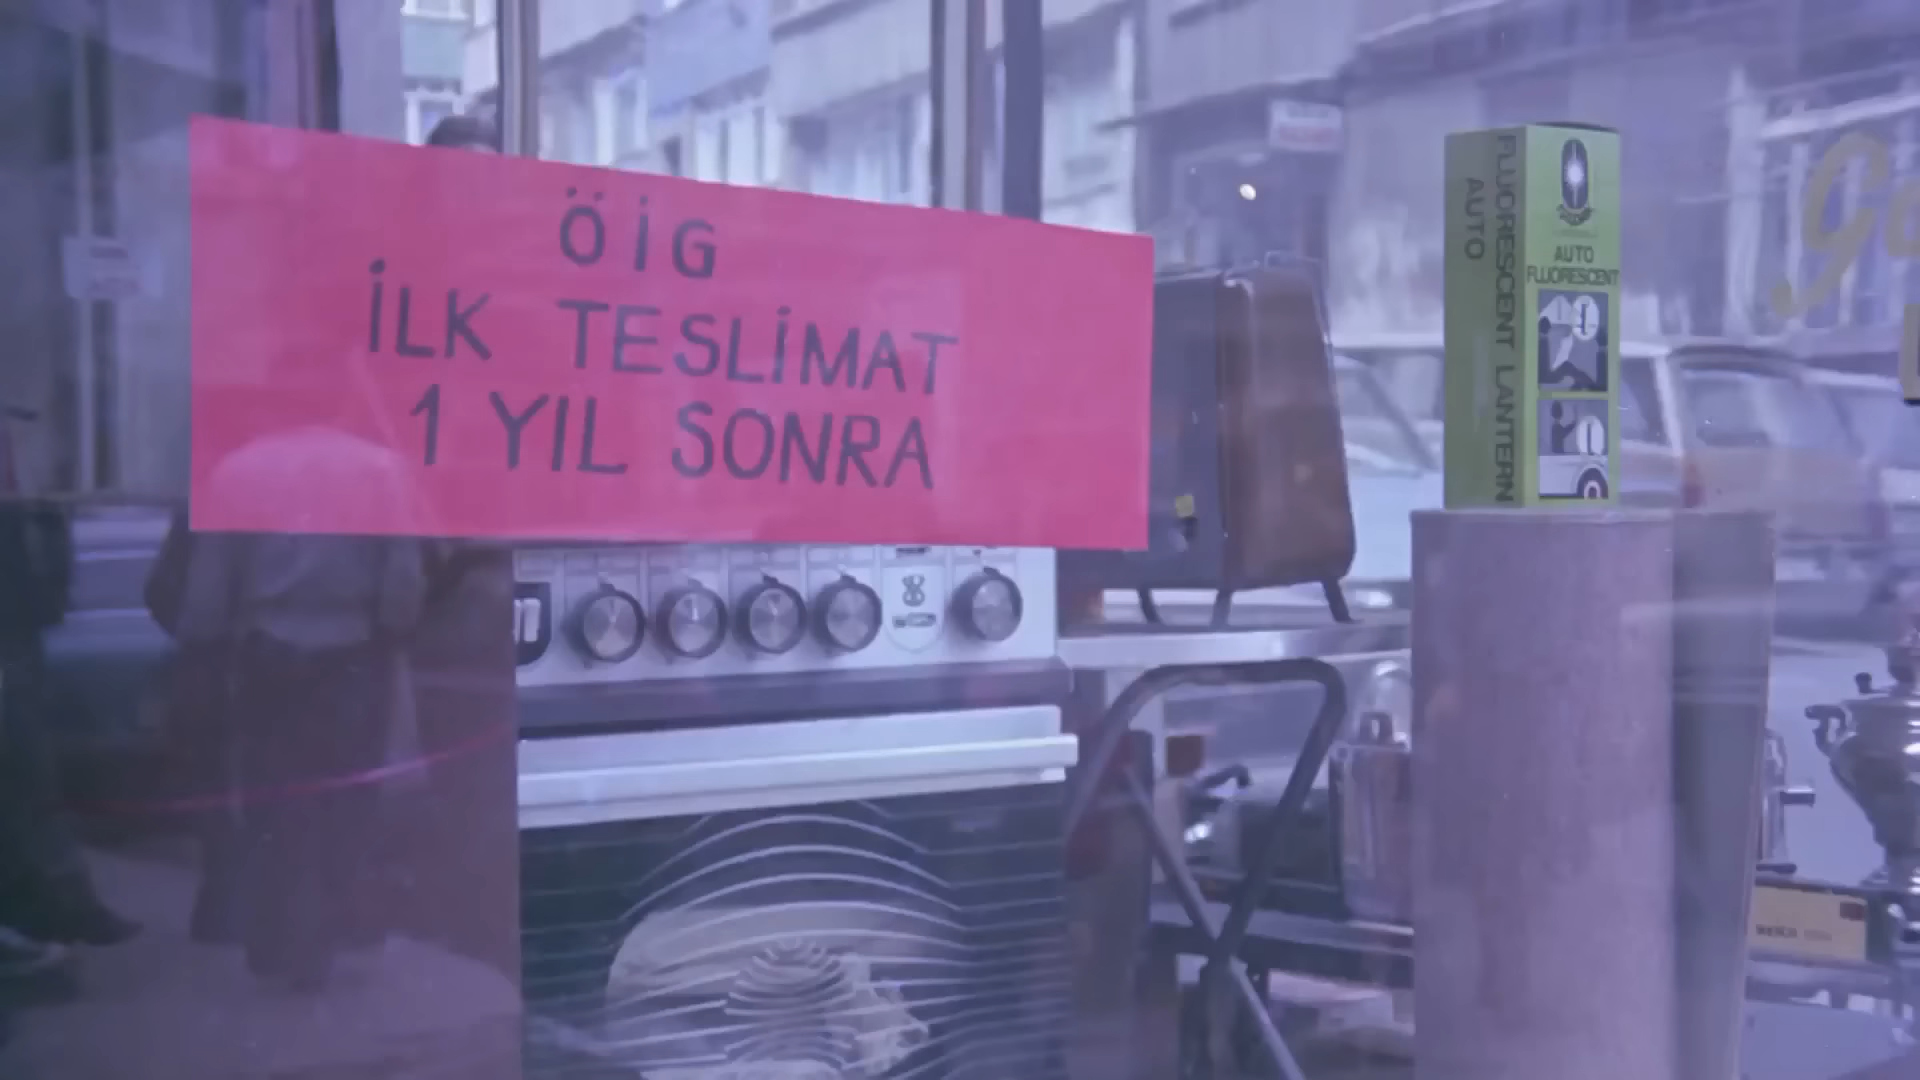 ÖİG
İLK TESLİMAT
1 YIL SONRA
FLUORESCENT LANTERN
AUTO
AUTO
FLUORESCENT